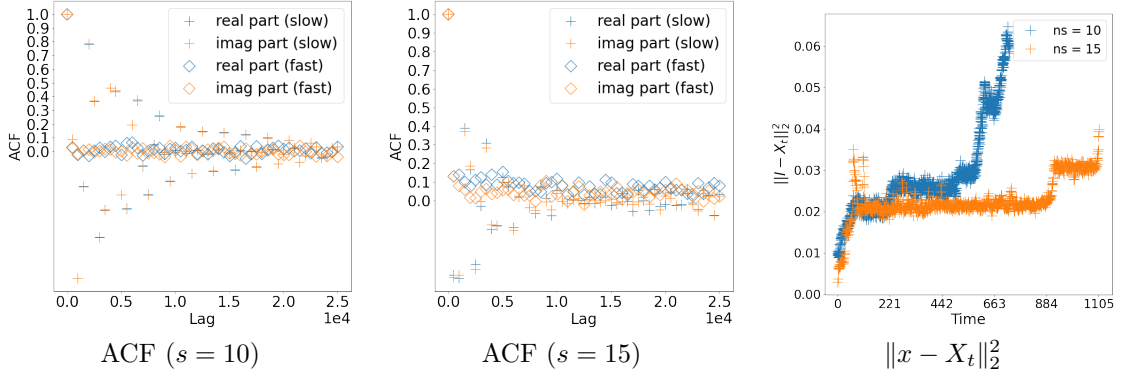 1.0
0.9
0.8
0.7
0.6
0.5
0.4
0.3
0.2
0.1
0.0
ACF
real part (slow)
imag part (slow)
real part (fast)
imag part (fast)
0.0 0.5 1.0 1.5 2.0 2.5
1e4
Lag
ACF (s = 10)
1.0
0.9
0.8
0.7
0.6
0.5
0.4
0.3
0.2
0.1
0.0
ACF
real part (slow)
imag part (slow)
real part (fast)
imag part (fast)
0.0 0.5 1.0 1.5 2.0 2.5
1e4
Lag
ACF (s = 15)
0.06
0.05
0.04
0.03
0.02
0.01
0.00
||I − X_t||_2^2
ns = 10
ns = 15
0 221 442 663 884 1105
Time
‖x − X_t‖_2^2